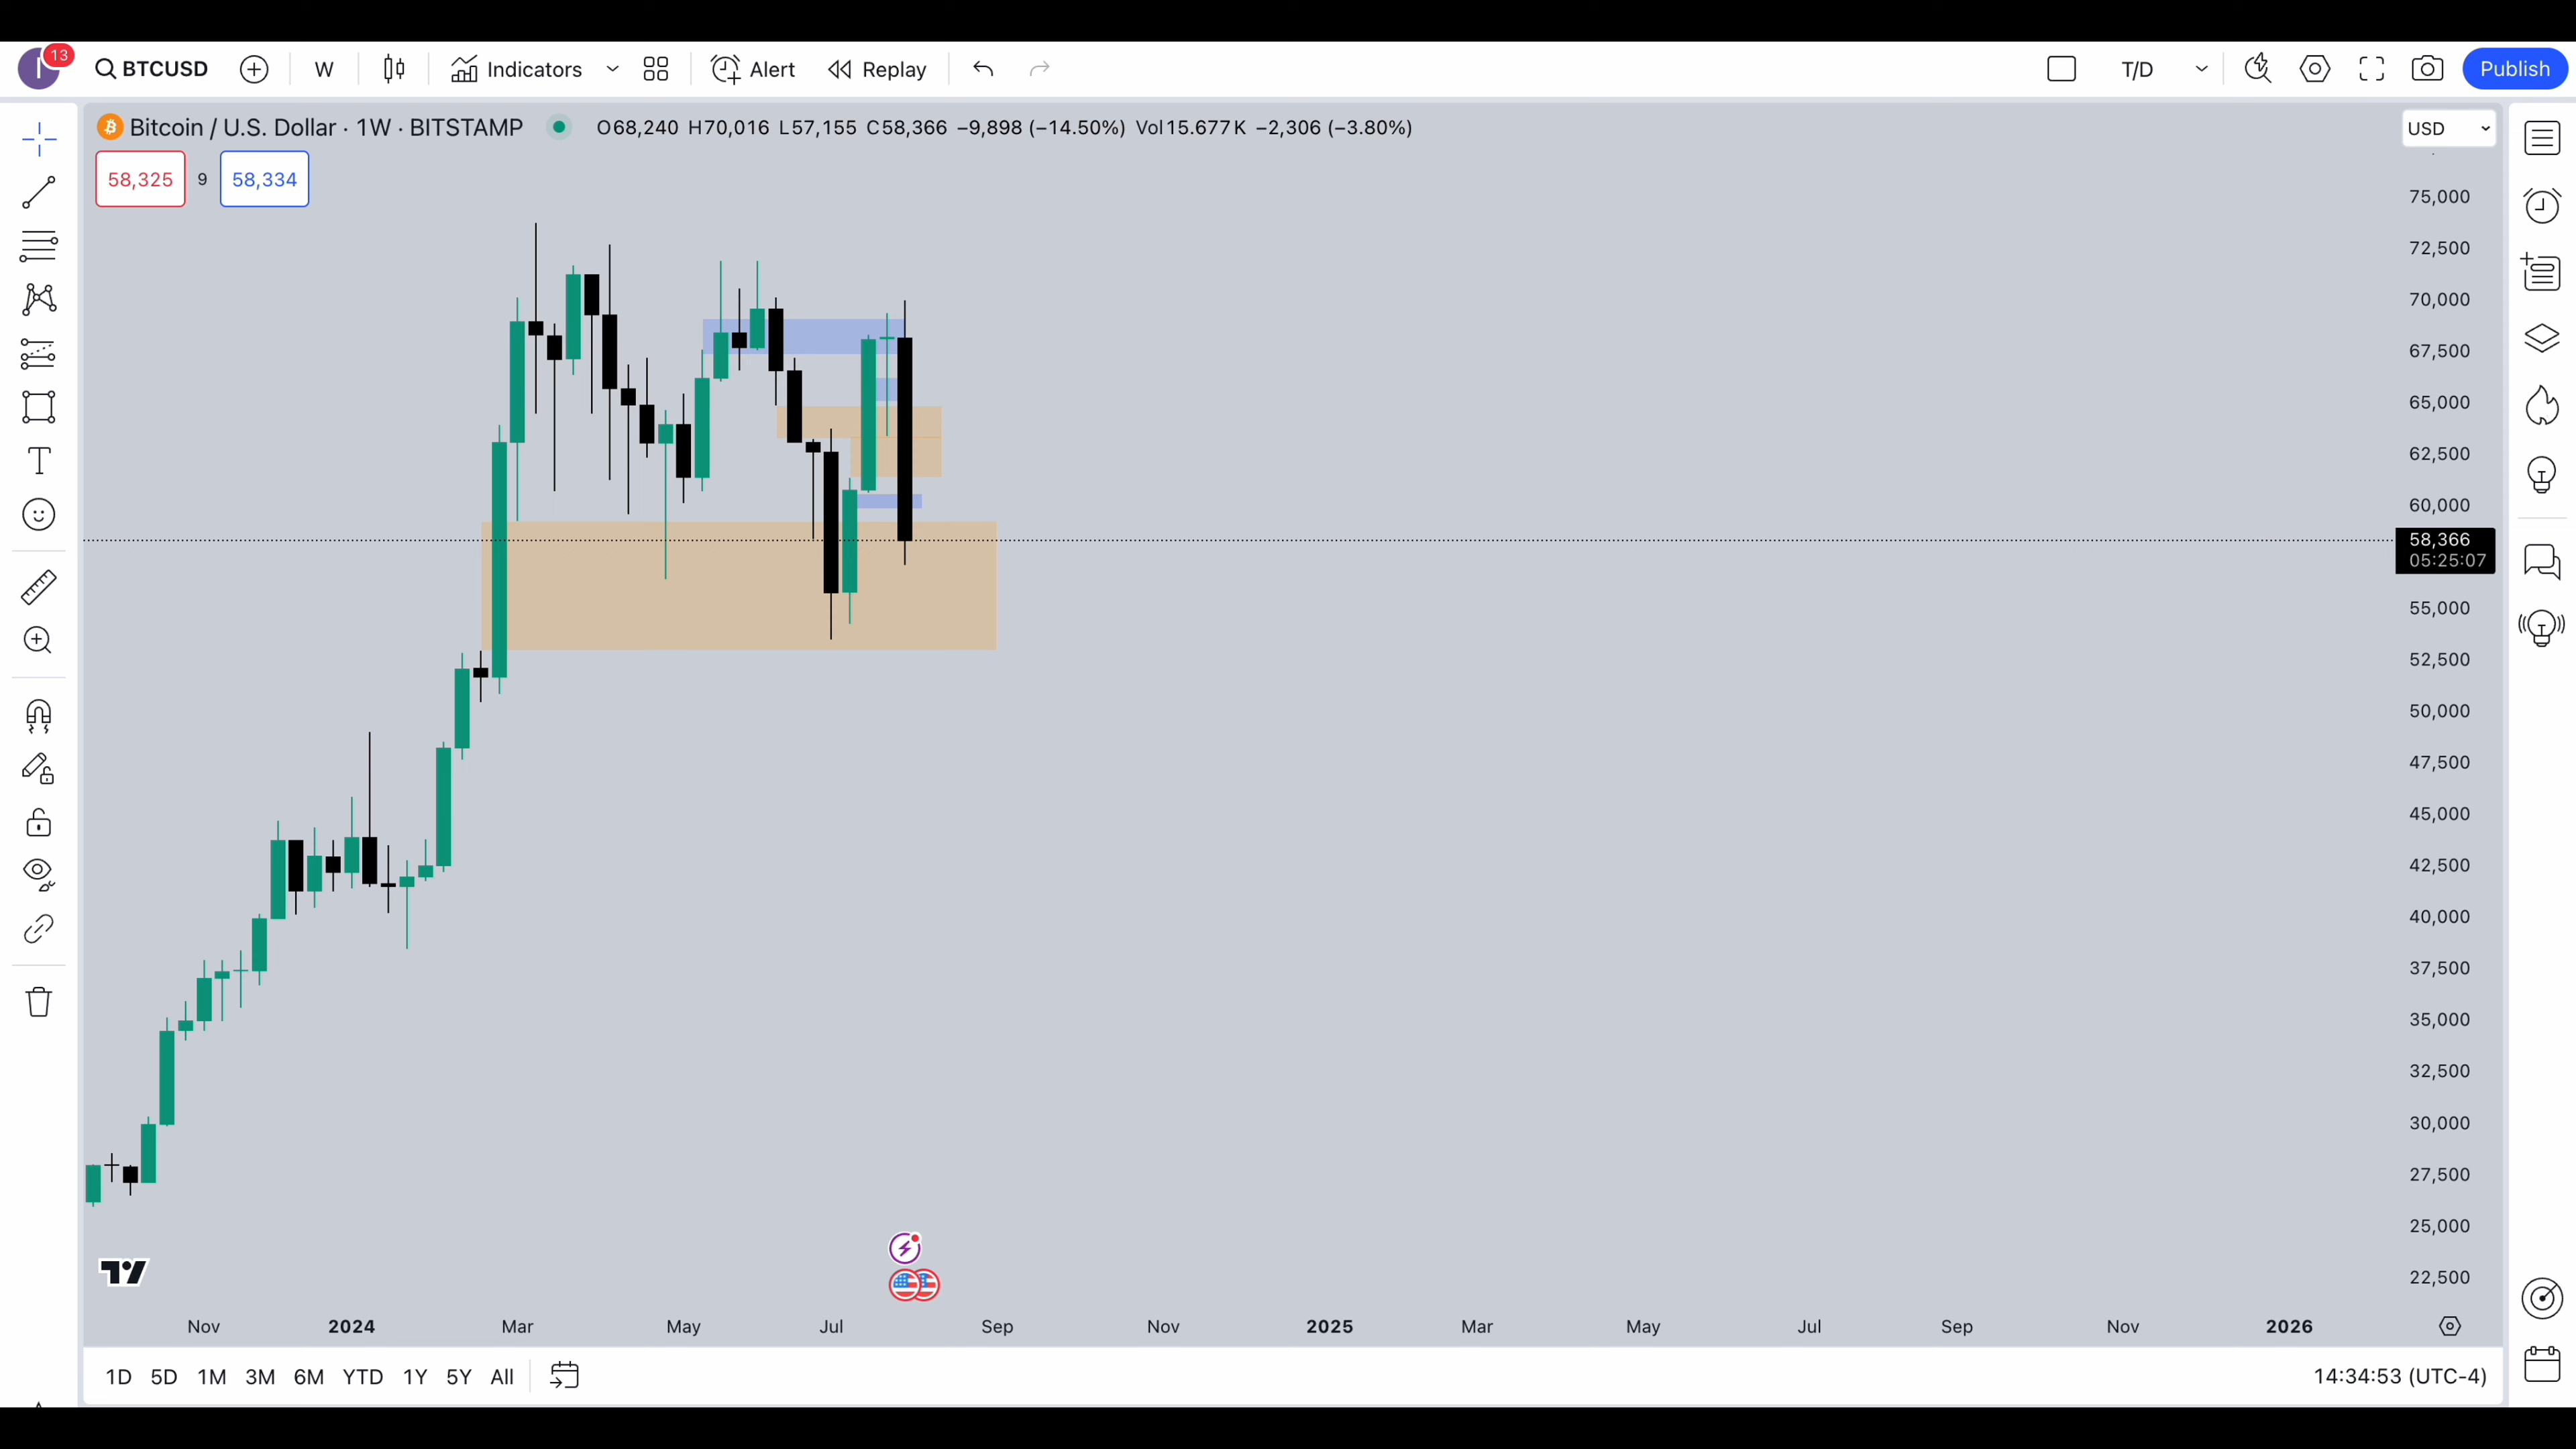 13
I
BTCUSD
W
Indicators
Alert
Replay
T/D
Publish
Bitcoin / U.S. Dollar · 1W · BITSTAMP
O68,240 H70,016 L57,155 C58,366 −9,898 (−14.50%) Vol15.677K −2,306 (−3.80%)
USD
58,325
9
58,334
75,000
72,500
70,000
67,500
65,000
62,500
60,000
58,366
05:25:07
55,000
52,500
50,000
47,500
45,000
42,500
40,000
37,500
35,000
32,500
30,000
27,500
25,000
22,500
Nov 2024 Mar May Jul Sep Nov 2025 Mar May Jul Sep Nov 2026
1D 5D 1M 3M 6M YTD 1Y 5Y All
14:34:53 (UTC-4)